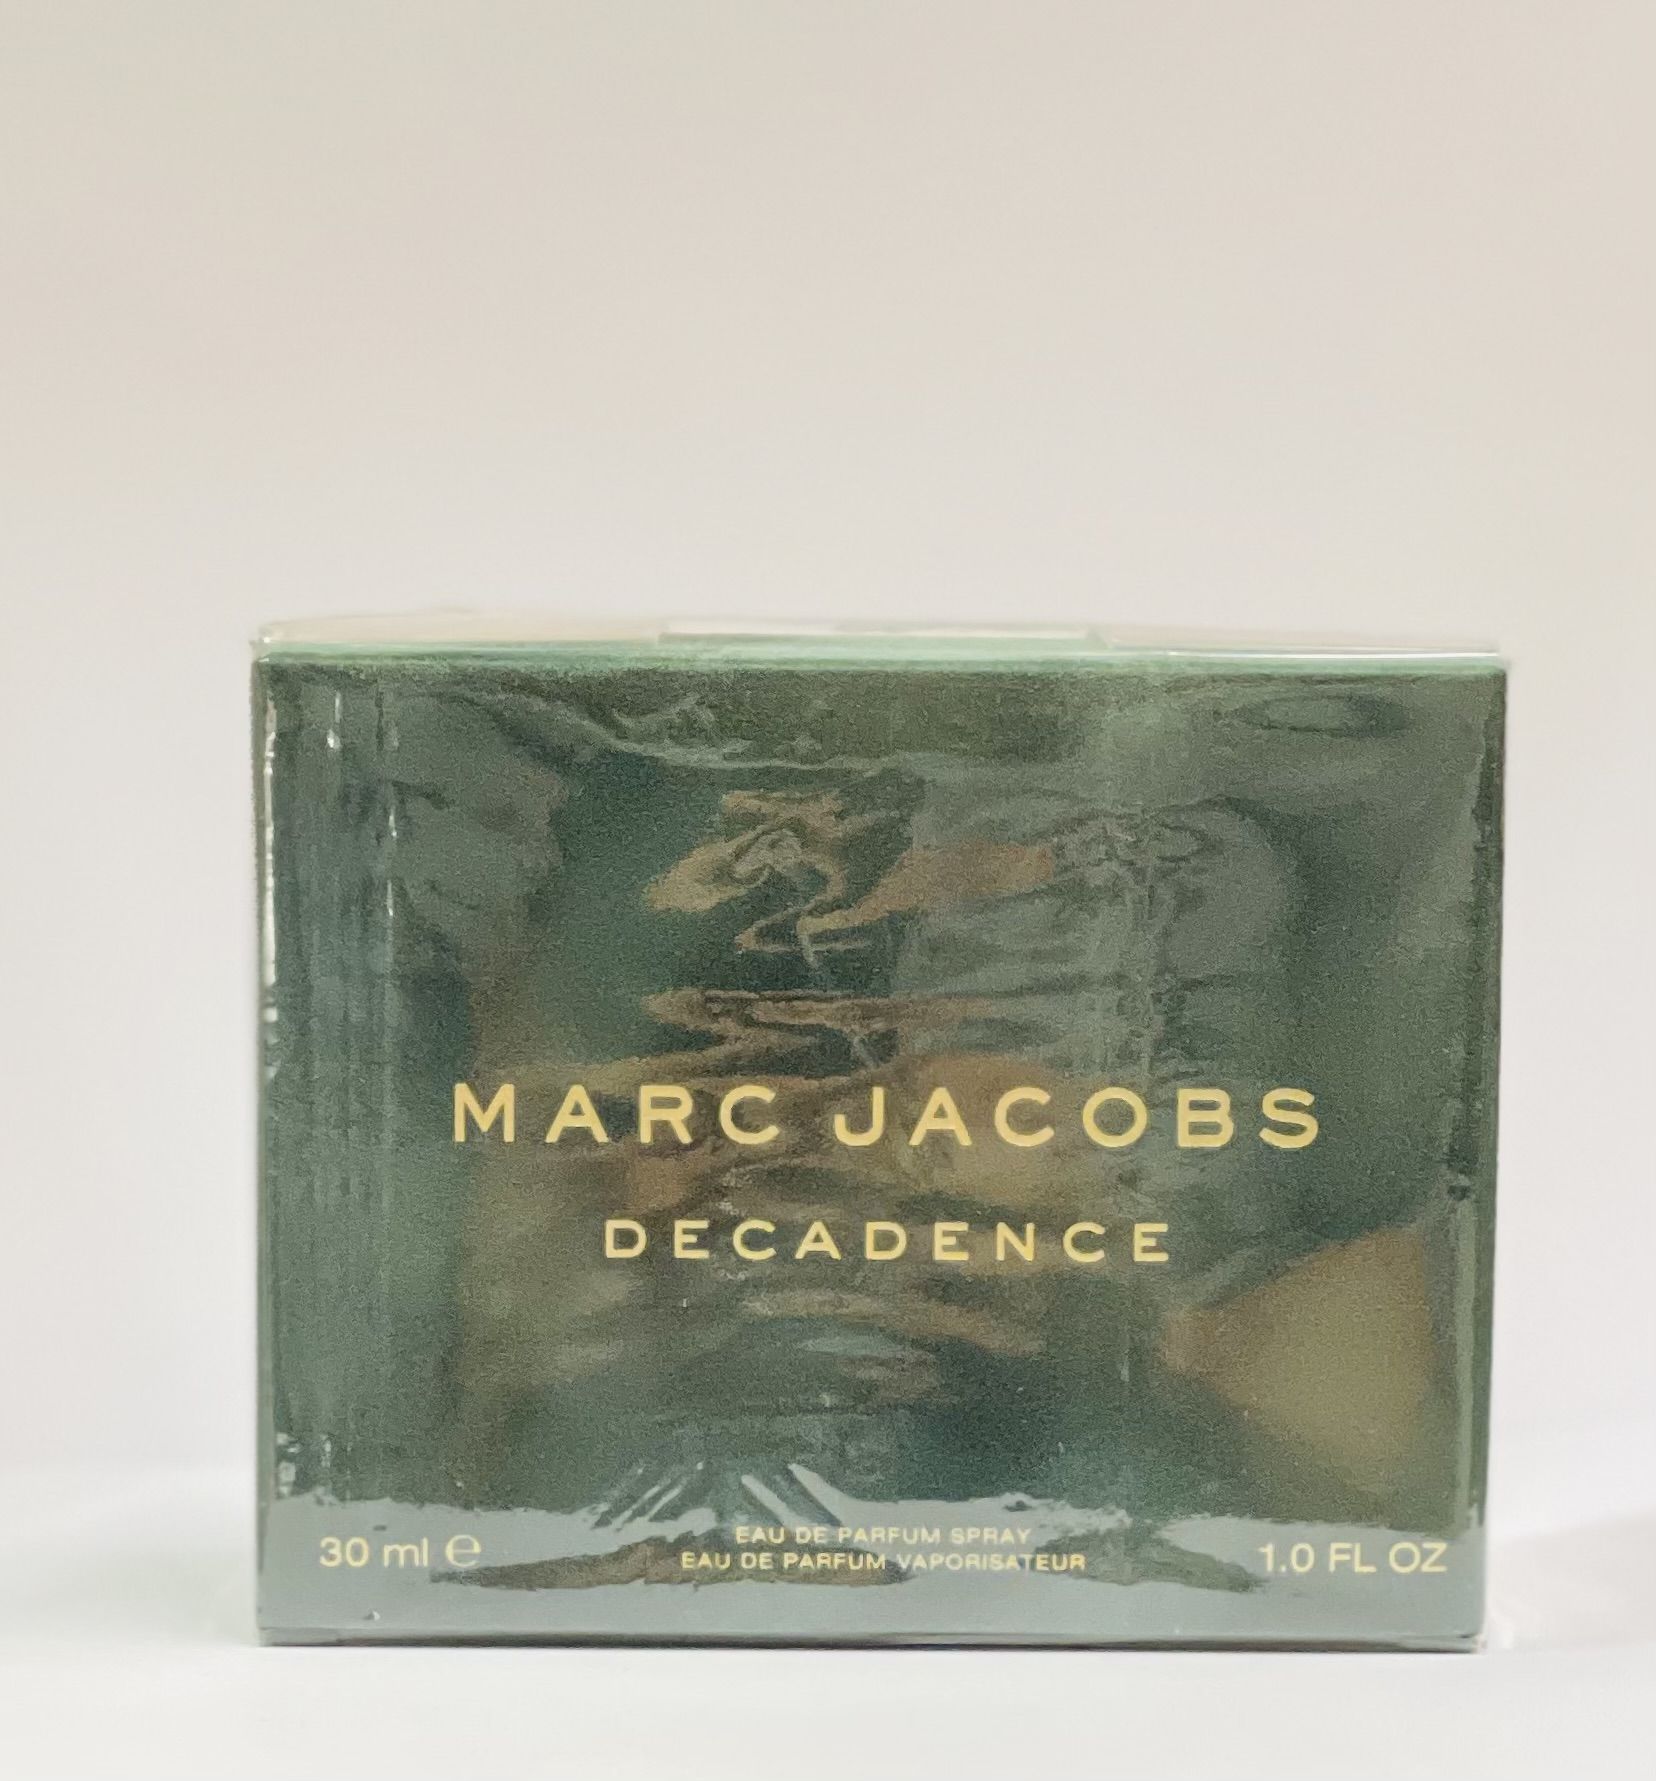 MARC JACOBS
DECADENCE
EAU DE PARFUM SPRAY
30 ml ℮ EAU DE PARFUM VAPORISATEUR 1.0 FL OZ